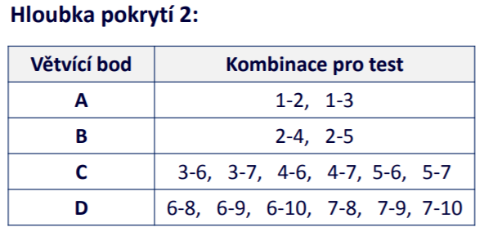 Hloubka pokrytí 2:
Větvící bod Kombinace pro test
A 1-2, 1-3
B 2-4, 2-5
C 3-6, 3-7, 4-6, 4-7, 5-6, 5-7
D 6-8, 6-9, 6-10, 7-8, 7-9, 7-10